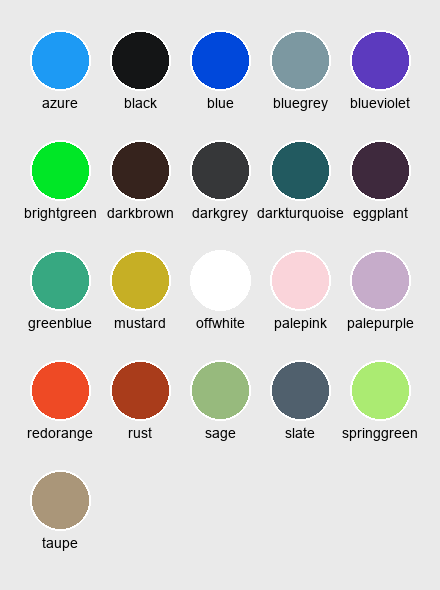 azure black blue bluegrey blueviolet
brightgreen darkbrown darkgrey darkturquoise eggplant
greenblue mustard offwhite palepink palepurple
redorange rust sage slate springgreen
taupe